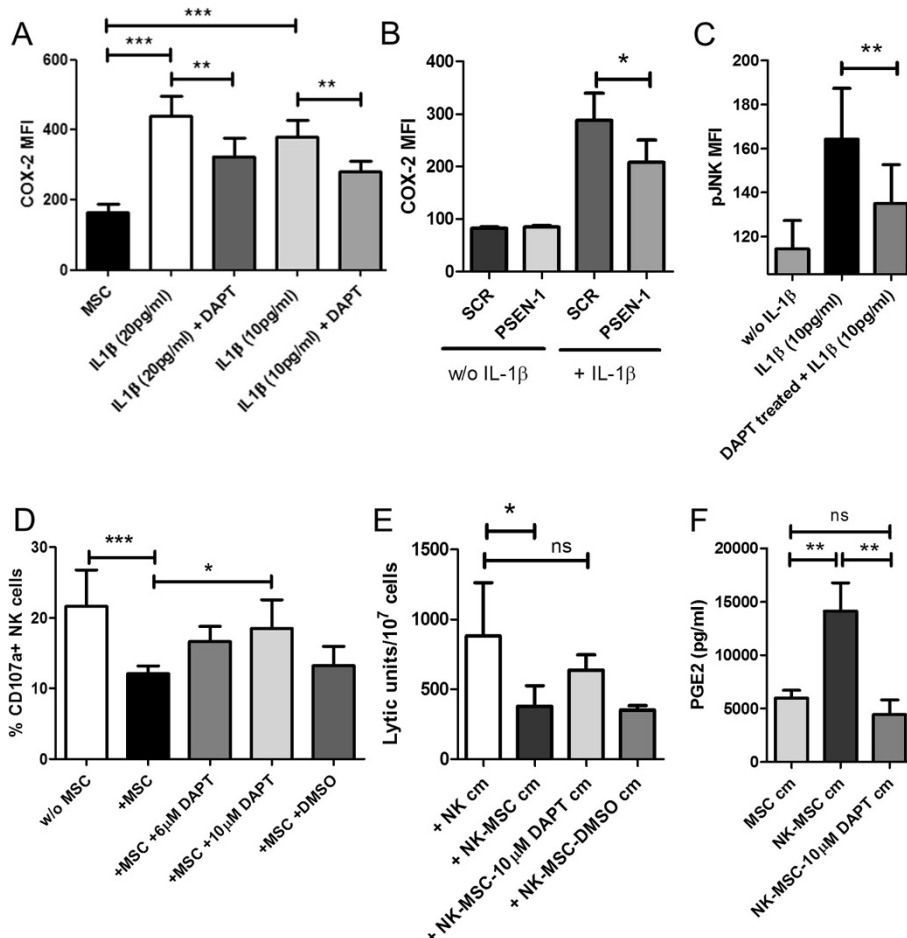 A
***
***
**
**
600
400
200
0
COX-2 MFI
MSC
IL1β (20pg/ml)
IL1β (20pg/ml) + DAPT
IL1β (10pg/ml)
IL1β (10pg/ml) + DAPT
B
*
400
300
200
100
0
COX-2 MFI
SCR
PSEN-1
SCR
PSEN-1
w/o IL-1β
+ IL-1β
C
**
200
180
160
140
120
pJNK MFI
w/o IL-1β
IL1β (10pg/ml)
DAPT treated + IL1β (10pg/ml)
D
***
*
30
20
10
0
% CD107a+ NK cells
w/o MSC
+MSC
+MSC +6μM DAPT
+MSC +10μM DAPT
+MSC +DMSO
E
*
ns
1500
1000
500
0
Lytic units/10⁷ cells
+ NK cm
+ NK-MSC cm
+ NK-MSC-10μM DAPT cm
+ NK-MSC-DMSO cm
F
ns
**
**
20000
15000
10000
5000
0
PGE2 (pg/ml)
MSC cm
NK-MSC cm
NK-MSC-10μM DAPT cm